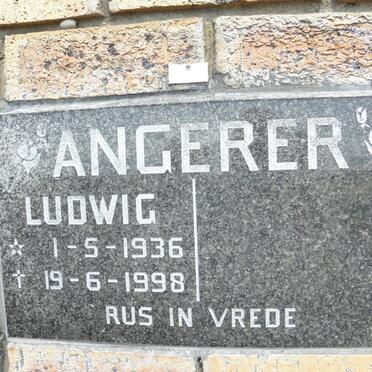 ANGERER
LUDWIG
☆ 1-5-1936
† 19-6-1998
RUS IN VREDE